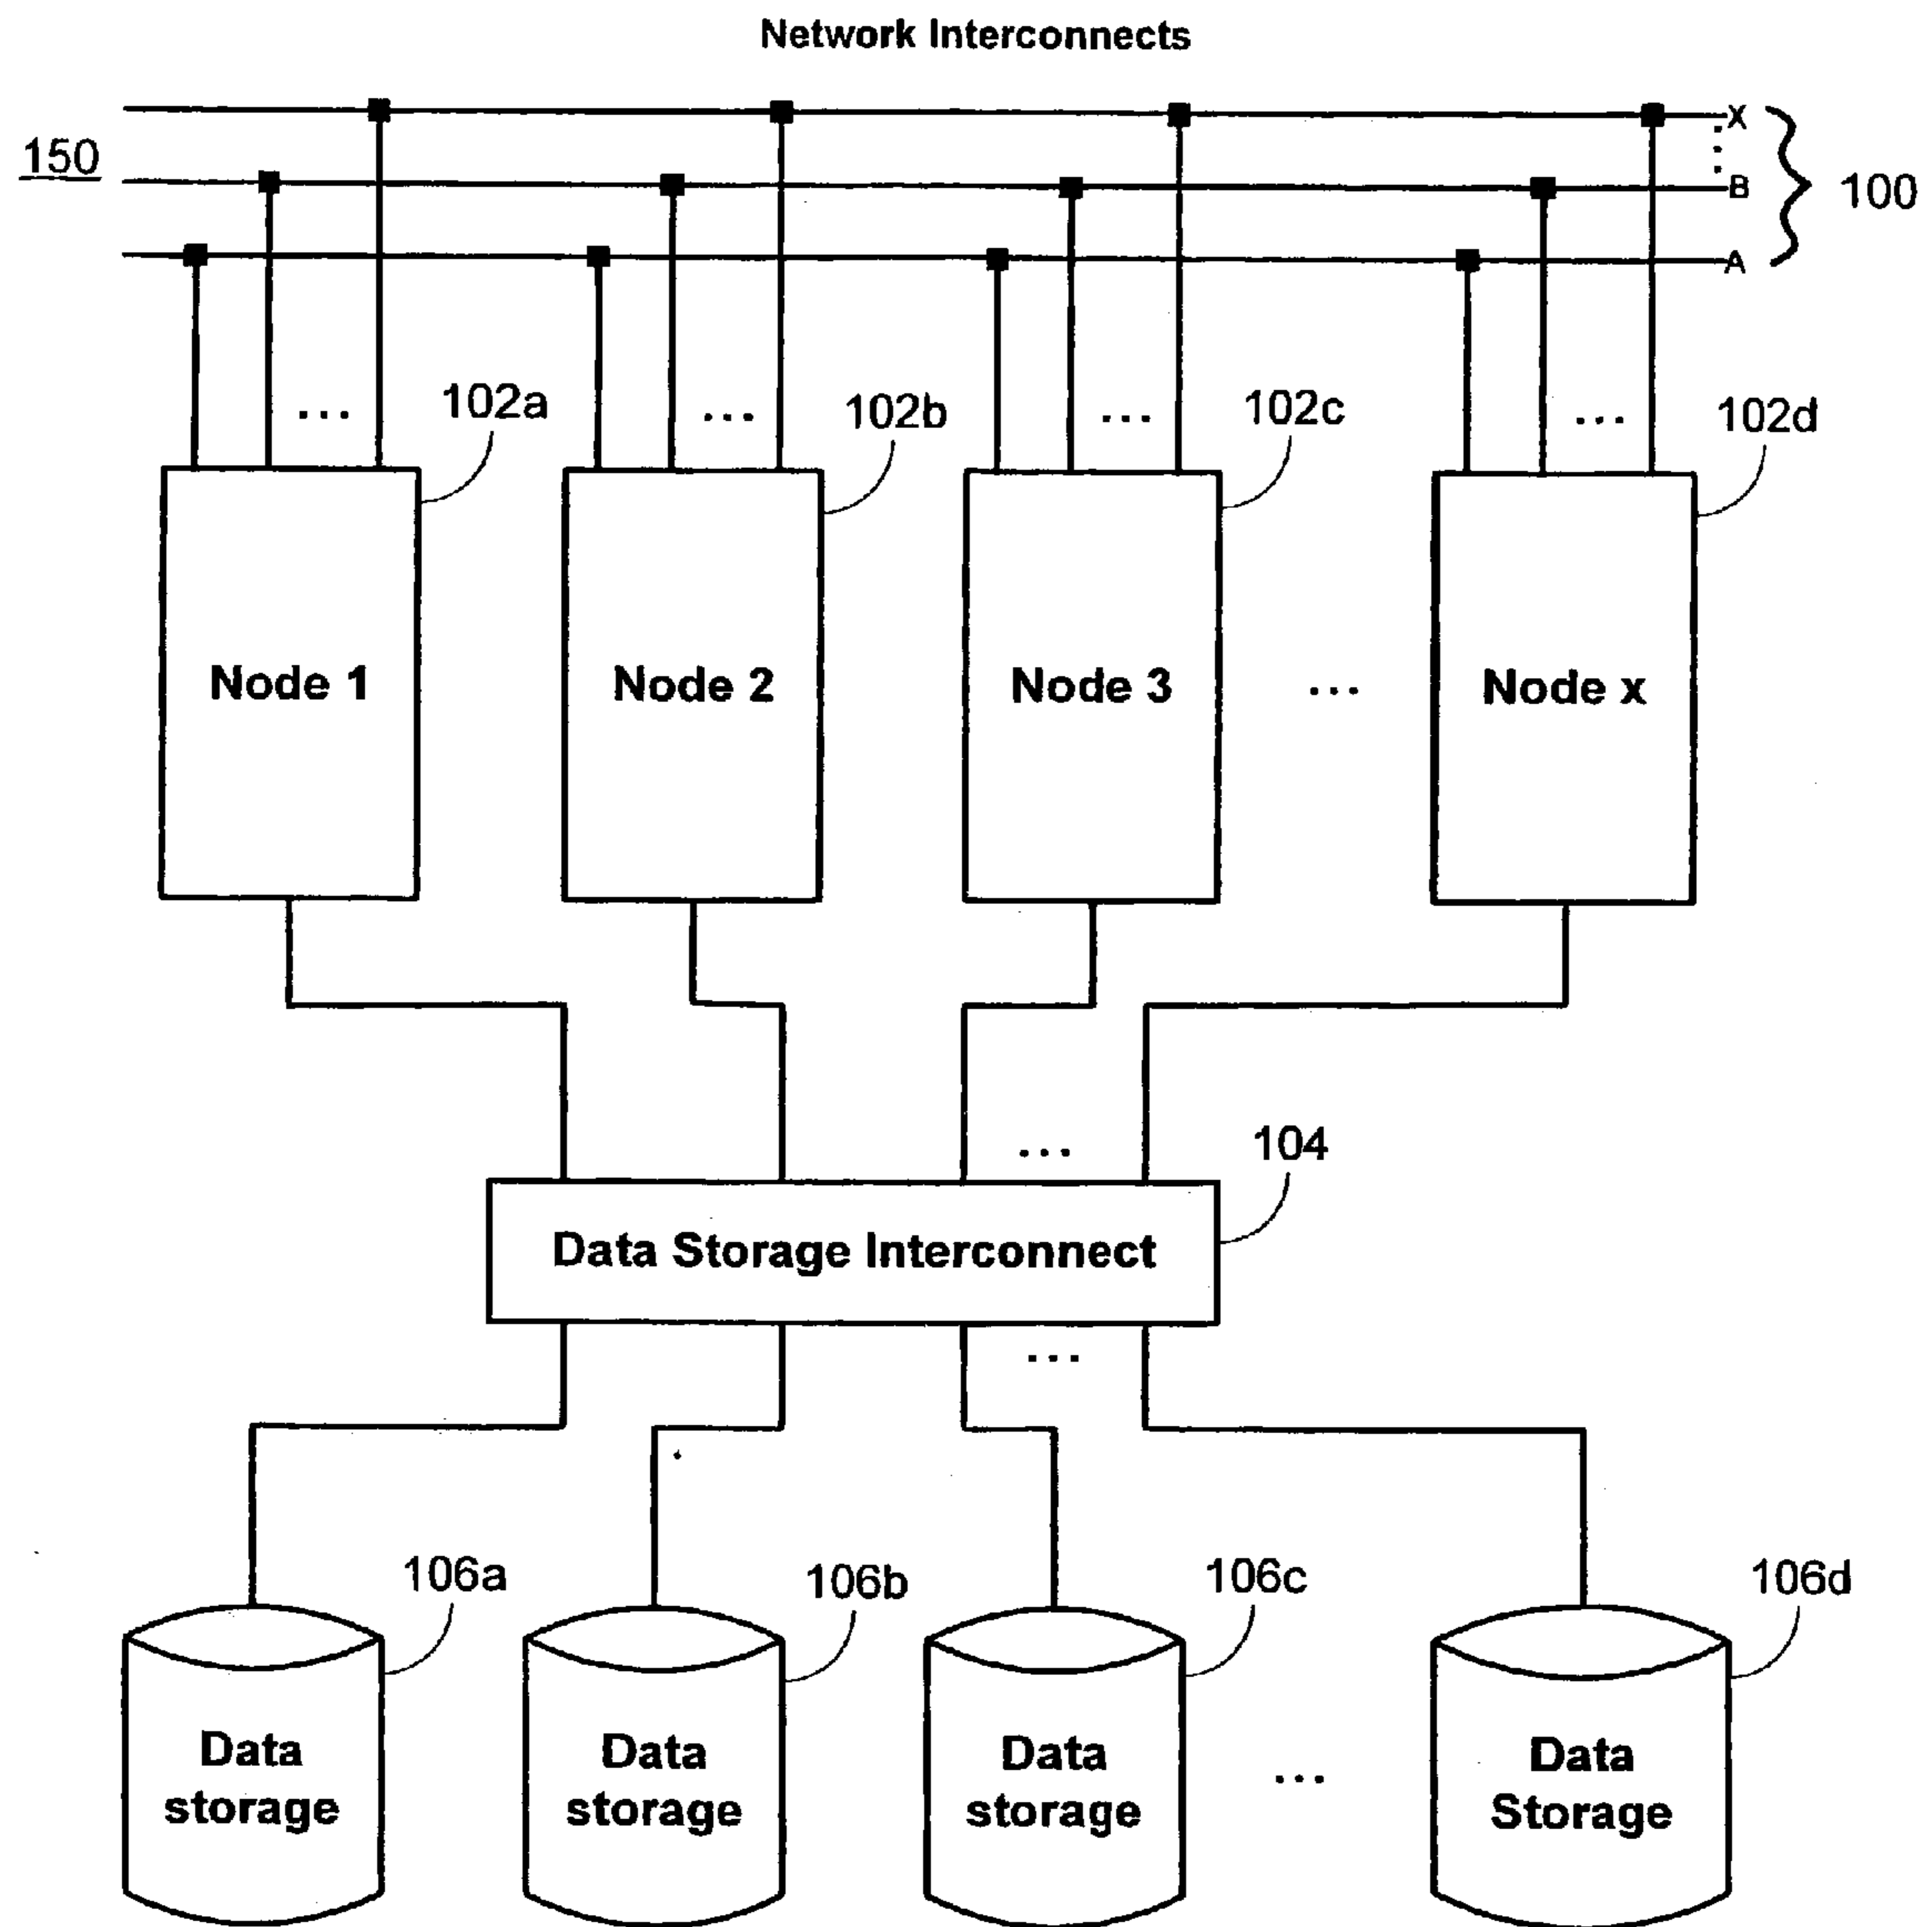 Network Interconnects
X
150
B
100
A
102a
102b
102c
102d
...
...
...
...
Node 1
Node 2
Node 3
...
Node x
...
104
Data Storage Interconnect
...
106a
106b
106c
106d
Data
storage
Data
storage
Data
storage
...
Data
Storage